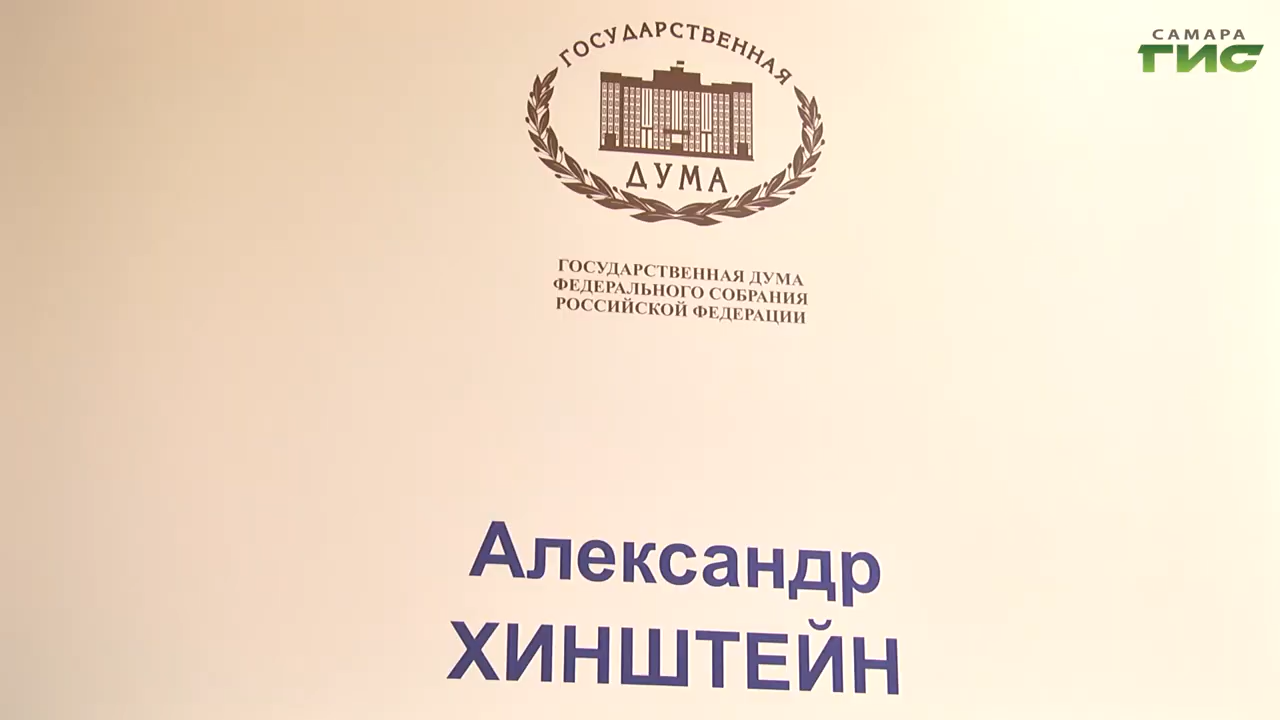 САМАРА
ГИС
ГОСУДАРСТВЕННАЯ
ДУМА
ГОСУДАРСТВЕННАЯ ДУМА
ФЕДЕРАЛЬНОГО СОБРАНИЯ
РОССИЙСКОЙ ФЕДЕРАЦИИ
Александр
ХИНШТЕЙН